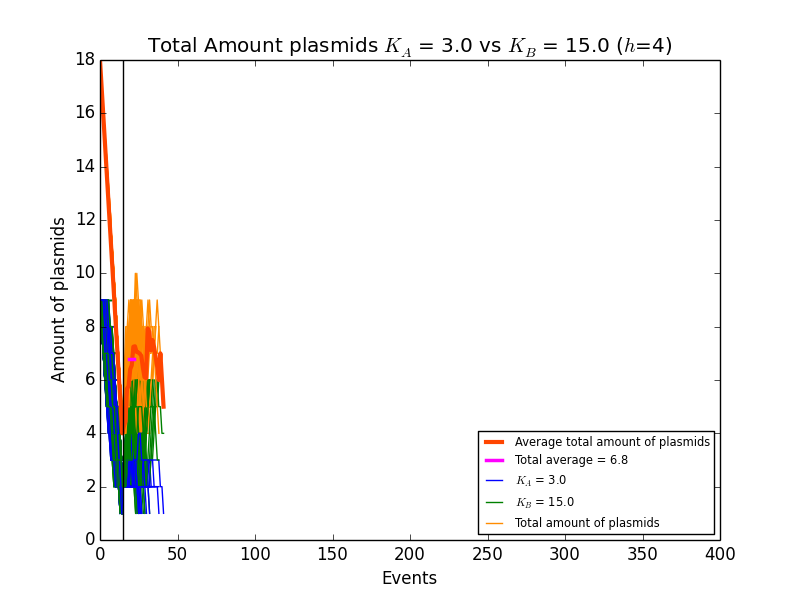 Total Amount plasmids K_A = 3.0 vs K_B = 15.0 (h=4)
18
16
14
12
10
8
6
4
2
0
Amount of plasmids
0 50 100 150 200 250 300 350 400
Events
Average total amount of plasmids
Total average = 6.8
K_A = 3.0
K_B = 15.0
Total amount of plasmids